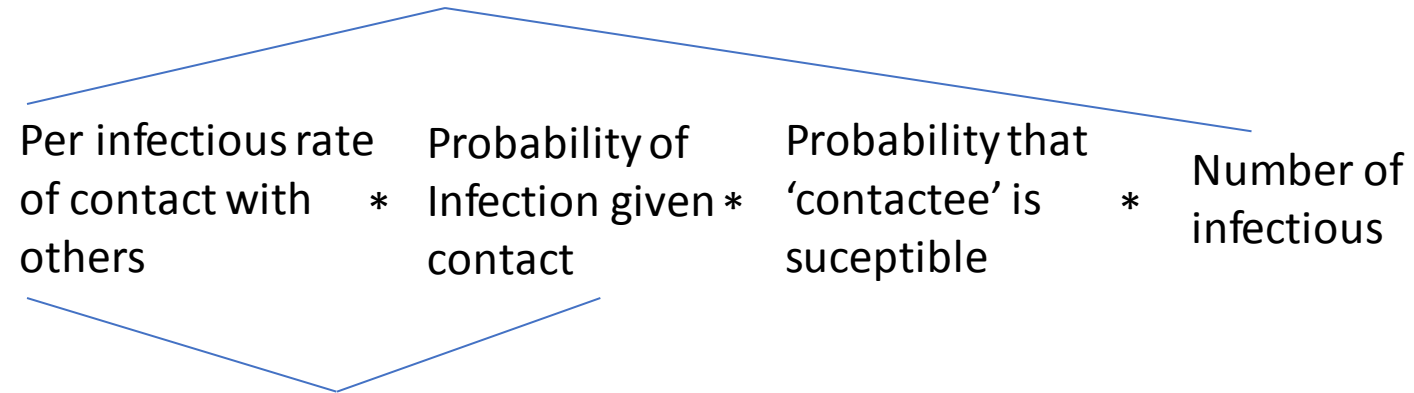 Per infectious rate
of contact with
others
*
Probability of
Infection given
contact
*
Probability that
‘contactee’ is
suceptible
*
Number of
infectious